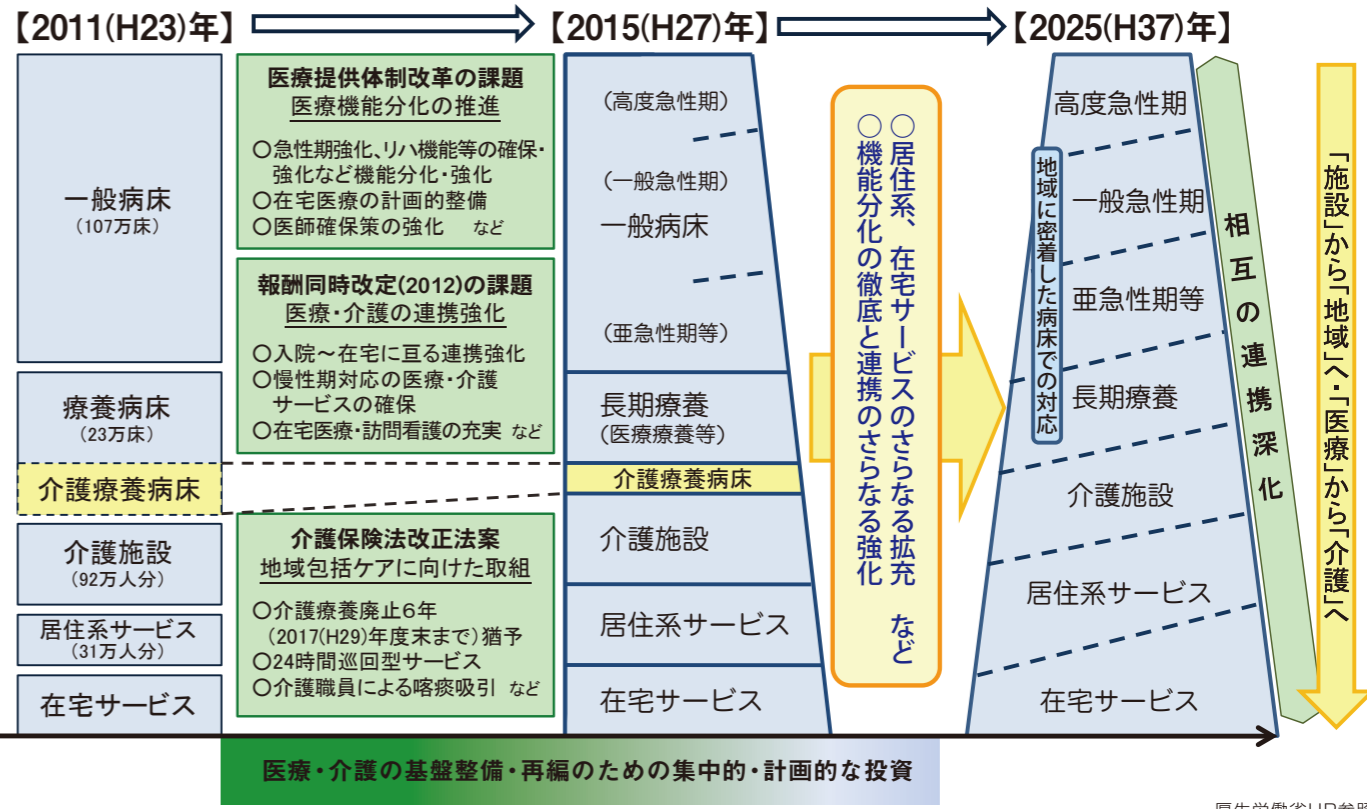 【2011(H23)年】
【2015(H27)年】
【2025(H37)年】
一般病床
(107万床)
療養病床
(23万床)
介護療養病床
介護施設
(92万人分)
居住系サービス
(31万人分)
在宅サービス
医療提供体制改革の課題
医療機能分化の推進
○急性期強化、リハ機能等の確保・
強化など機能分化・強化
○在宅医療の計画的整備
○医師確保策の強化 など
報酬同時改定(2012)の課題
医療・介護の連携強化
○入院～在宅に亘る連携強化
○慢性期対応の医療・介護
サービスの確保
○在宅医療・訪問看護の充実 など
介護保険法改正法案
地域包括ケアに向けた取組
○介護療養廃止6年
(2017(H29)年度末まで)猶予
○24時間巡回型サービス
○介護職員による喀痰吸引 など
(高度急性期)
(一般急性期)
一般病床
(亜急性期等)
長期療養
(医療療養等)
介護療養病床
介護施設
居住系サービス
在宅サービス
○居住系、在宅サービスのさらなる拡充 など
○機能分化の徹底と連携のさらなる強化
地域に密着した病床での対応
高度急性期
一般急性期
亜急性期等
長期療養
介護施設
居住系サービス
在宅サービス
相互の連携深化
「施設」から「地域」へ・「医療」から「介護」へ
医療・介護の基盤整備・再編のための集中的・計画的な投資